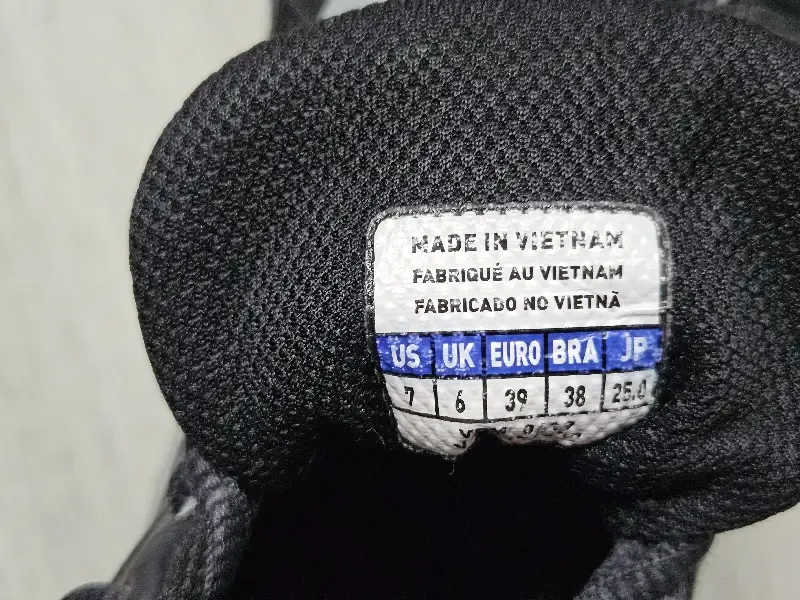 MADE IN VIETNAM
FABRIQUÉ AU VIETNAM
FABRICADO NO VIETNÃ
US UK EURO BRA JP
7 6 39 38 25.0